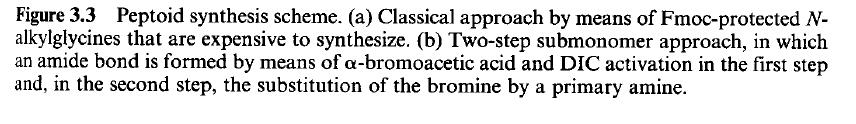 Figure 3.3 Peptoid synthesis scheme. (a) Classical approach by means of Fmoc-protected N-
alkylglycines that are expensive to synthesize. (b) Two-step submonomer approach, in which
an amide bond is formed by means of α-bromoacetic acid and DIC activation in the first step
and, in the second step, the substitution of the bromine by a primary amine.